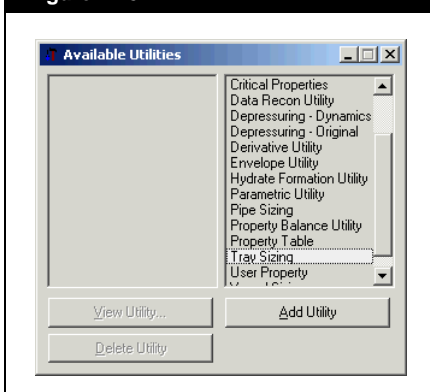 Available Utilities
Critical Properties
Data Recon Utility
Depressuring - Dynamics
Depressuring - Original
Derivative Utility
Envelope Utility
Hydrate Formation Utility
Parametric Utility
Pipe Sizing
Property Balance Utility
Property Table
Tray Sizing
User Property
View Utility...
Add Utility
Delete Utility